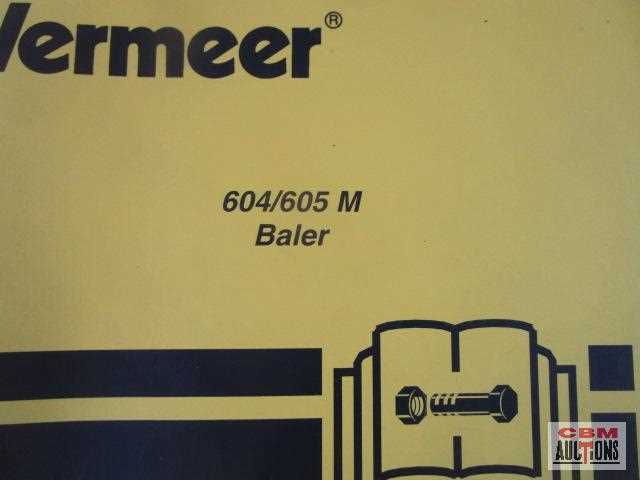 Vermeer®
604/605 M
Baler
CBM
AUCTIONS